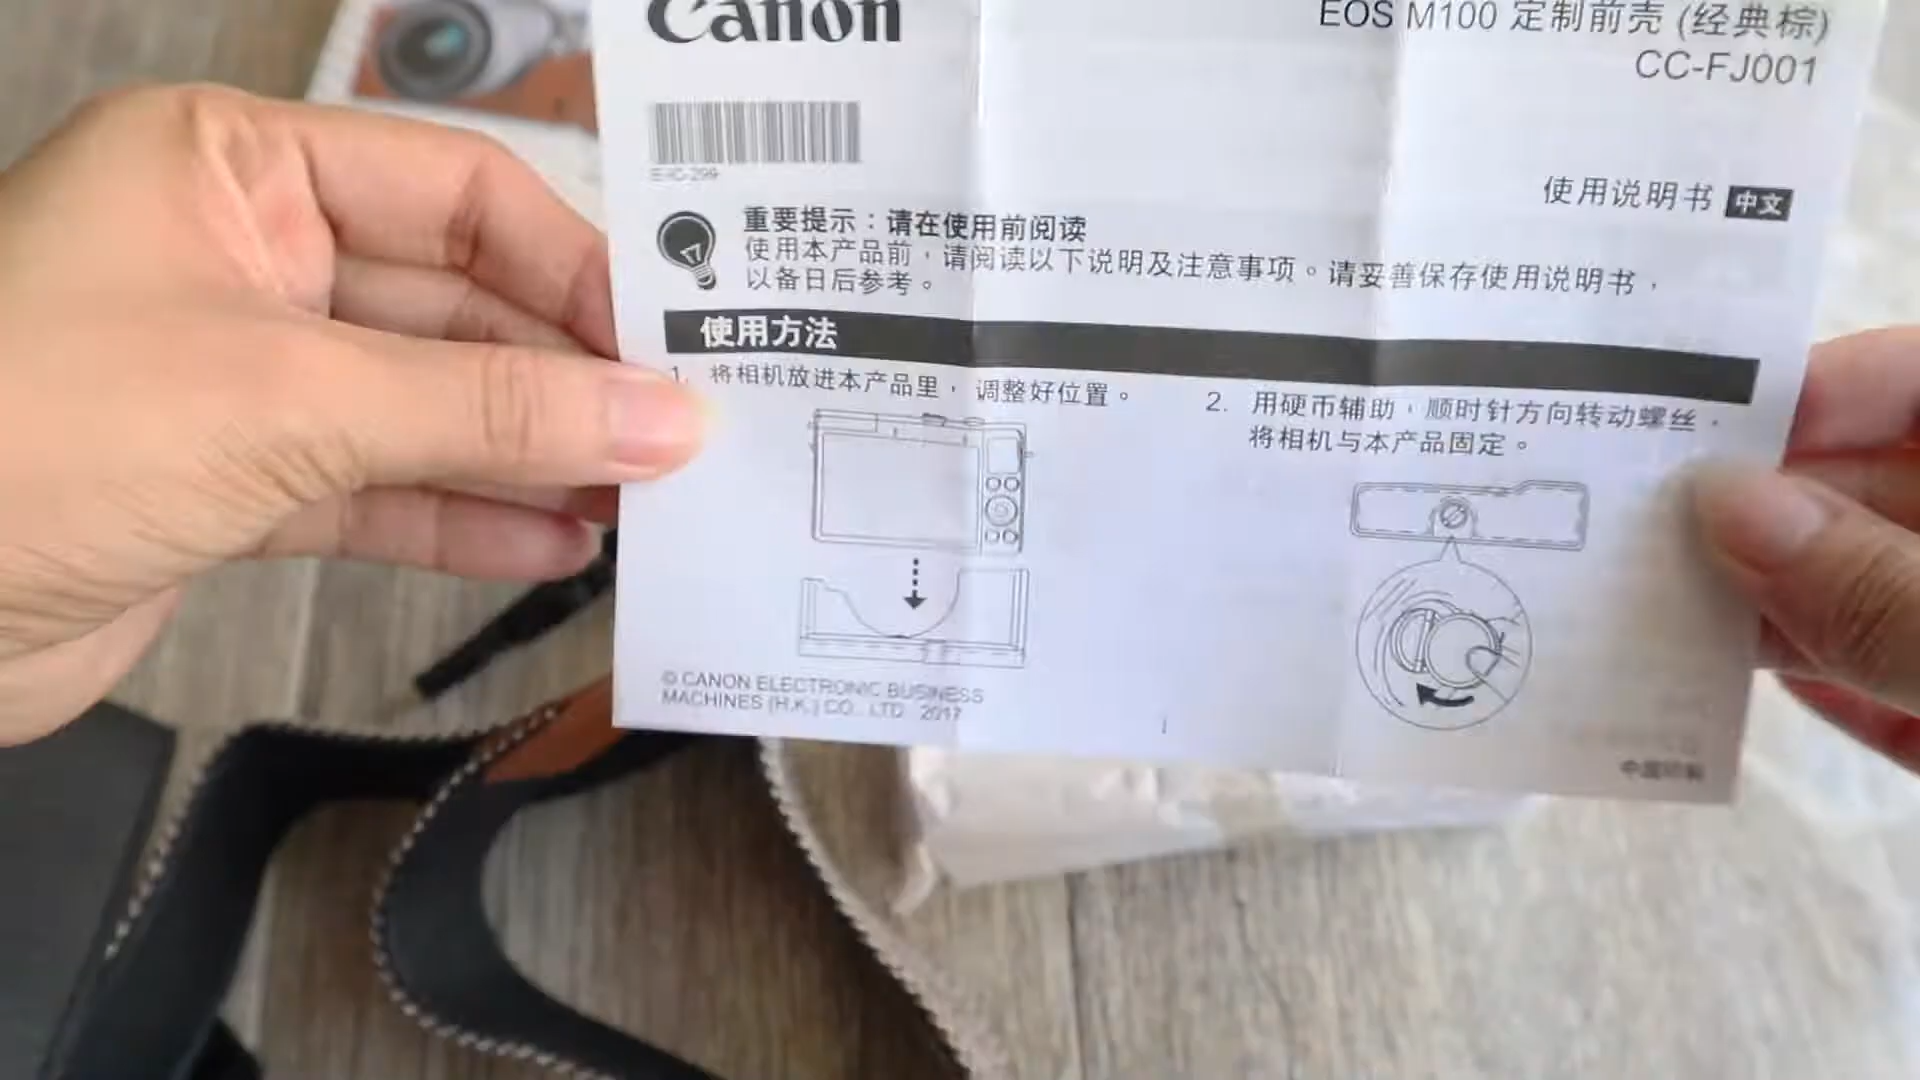 Canon
EOS M100 定制前壳 (经典棕)
CC-FJ001
使用说明书 中文
重要提示：请在使用前阅读
使用本产品前，请阅读以下说明及注意事项。请妥善保存使用说明书，
以备日后参考。
使用方法
1. 将相机放进本产品里， 调整好位置。
2. 用硬币辅助，顺时针方向转动螺丝，
将相机与本产品固定。
© CANON ELECTRONIC BUSINESS
MACHINES (H.K.) CO., LTD. 2017
1
中国印制